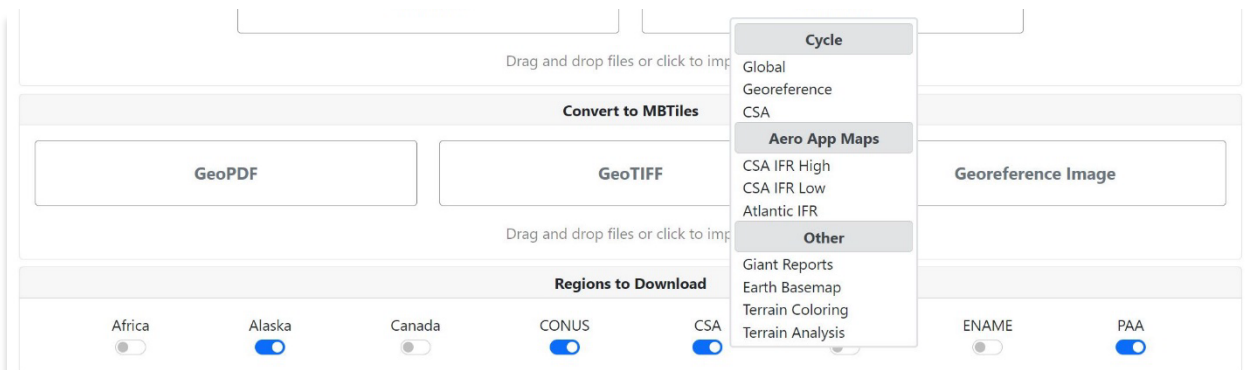 Drag and drop files or click to imp
Convert to MBTiles
GeoPDF
GeoTIFF
Georeference Image
Drag and drop files or click to imp
Regions to Download
Africa
Alaska
Canada
CONUS
CSA
ENAME
PAA
Cycle
Global
Georeference
CSA
Aero App Maps
CSA IFR High
CSA IFR Low
Atlantic IFR
Other
Giant Reports
Earth Basemap
Terrain Coloring
Terrain Analysis